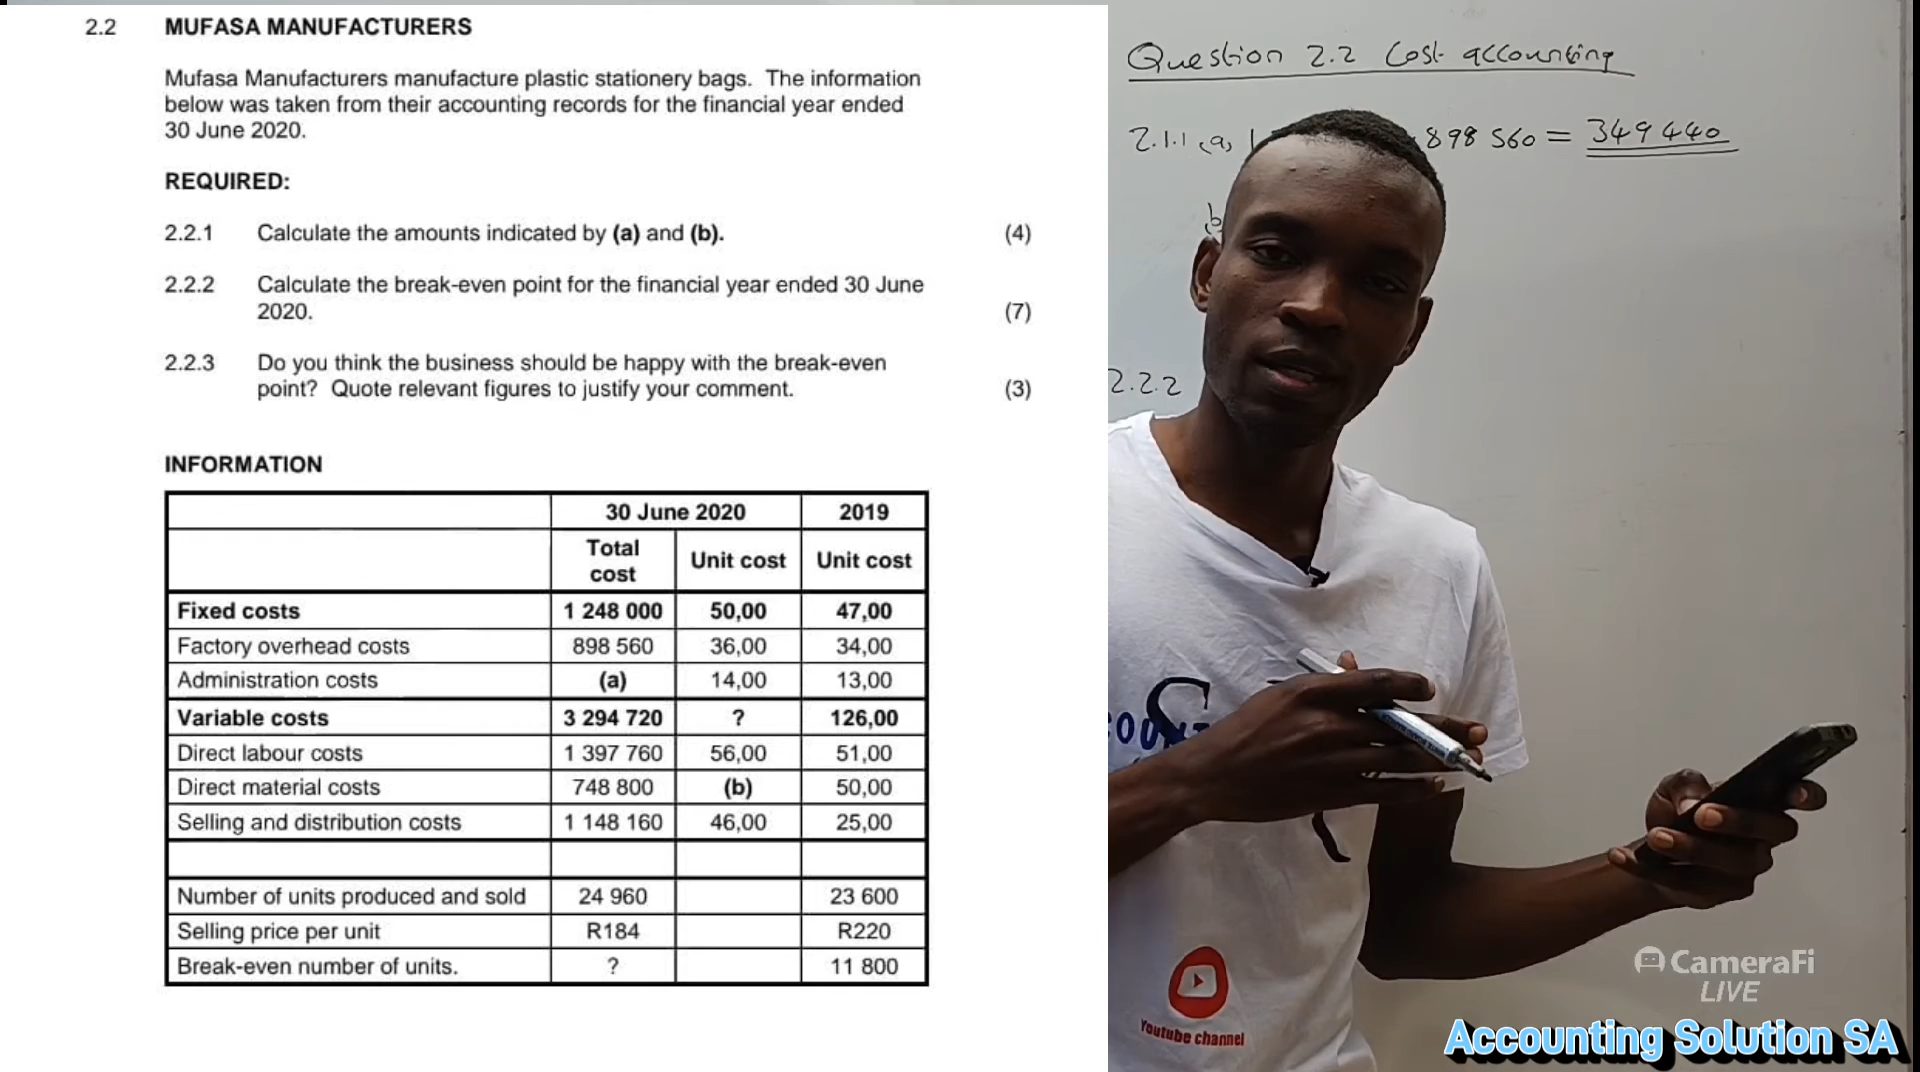 2.2 MUFASA MANUFACTURERS
Mufasa Manufacturers manufacture plastic stationery bags. The information
below was taken from their accounting records for the financial year ended
30 June 2020.
REQUIRED:
2.2.1 Calculate the amounts indicated by (a) and (b). (4)
2.2.2 Calculate the break-even point for the financial year ended 30 June
2020. (7)
2.2.3 Do you think the business should be happy with the break-even
point? Quote relevant figures to justify your comment. (3)
INFORMATION
30 June 2020 2019
Total
cost Unit cost Unit cost
Fixed costs 1 248 000 50,00 47,00
Factory overhead costs 898 560 36,00 34,00
Administration costs (a) 14,00 13,00
Variable costs 3 294 720 ? 126,00
Direct labour costs 1 397 760 56,00 51,00
Direct material costs 748 800 (b) 50,00
Selling and distribution costs 1 148 160 46,00 25,00
Number of units produced and sold 24 960 23 600
Selling price per unit R184 R220
Break-even number of units. ? 11 800
Question 2.2 Cost accounting
2.1.1 (a) 1 898 560 = 349 440
b
2.2.2
Youtube channel
CameraFi
LIVE
Accounting Solution SA